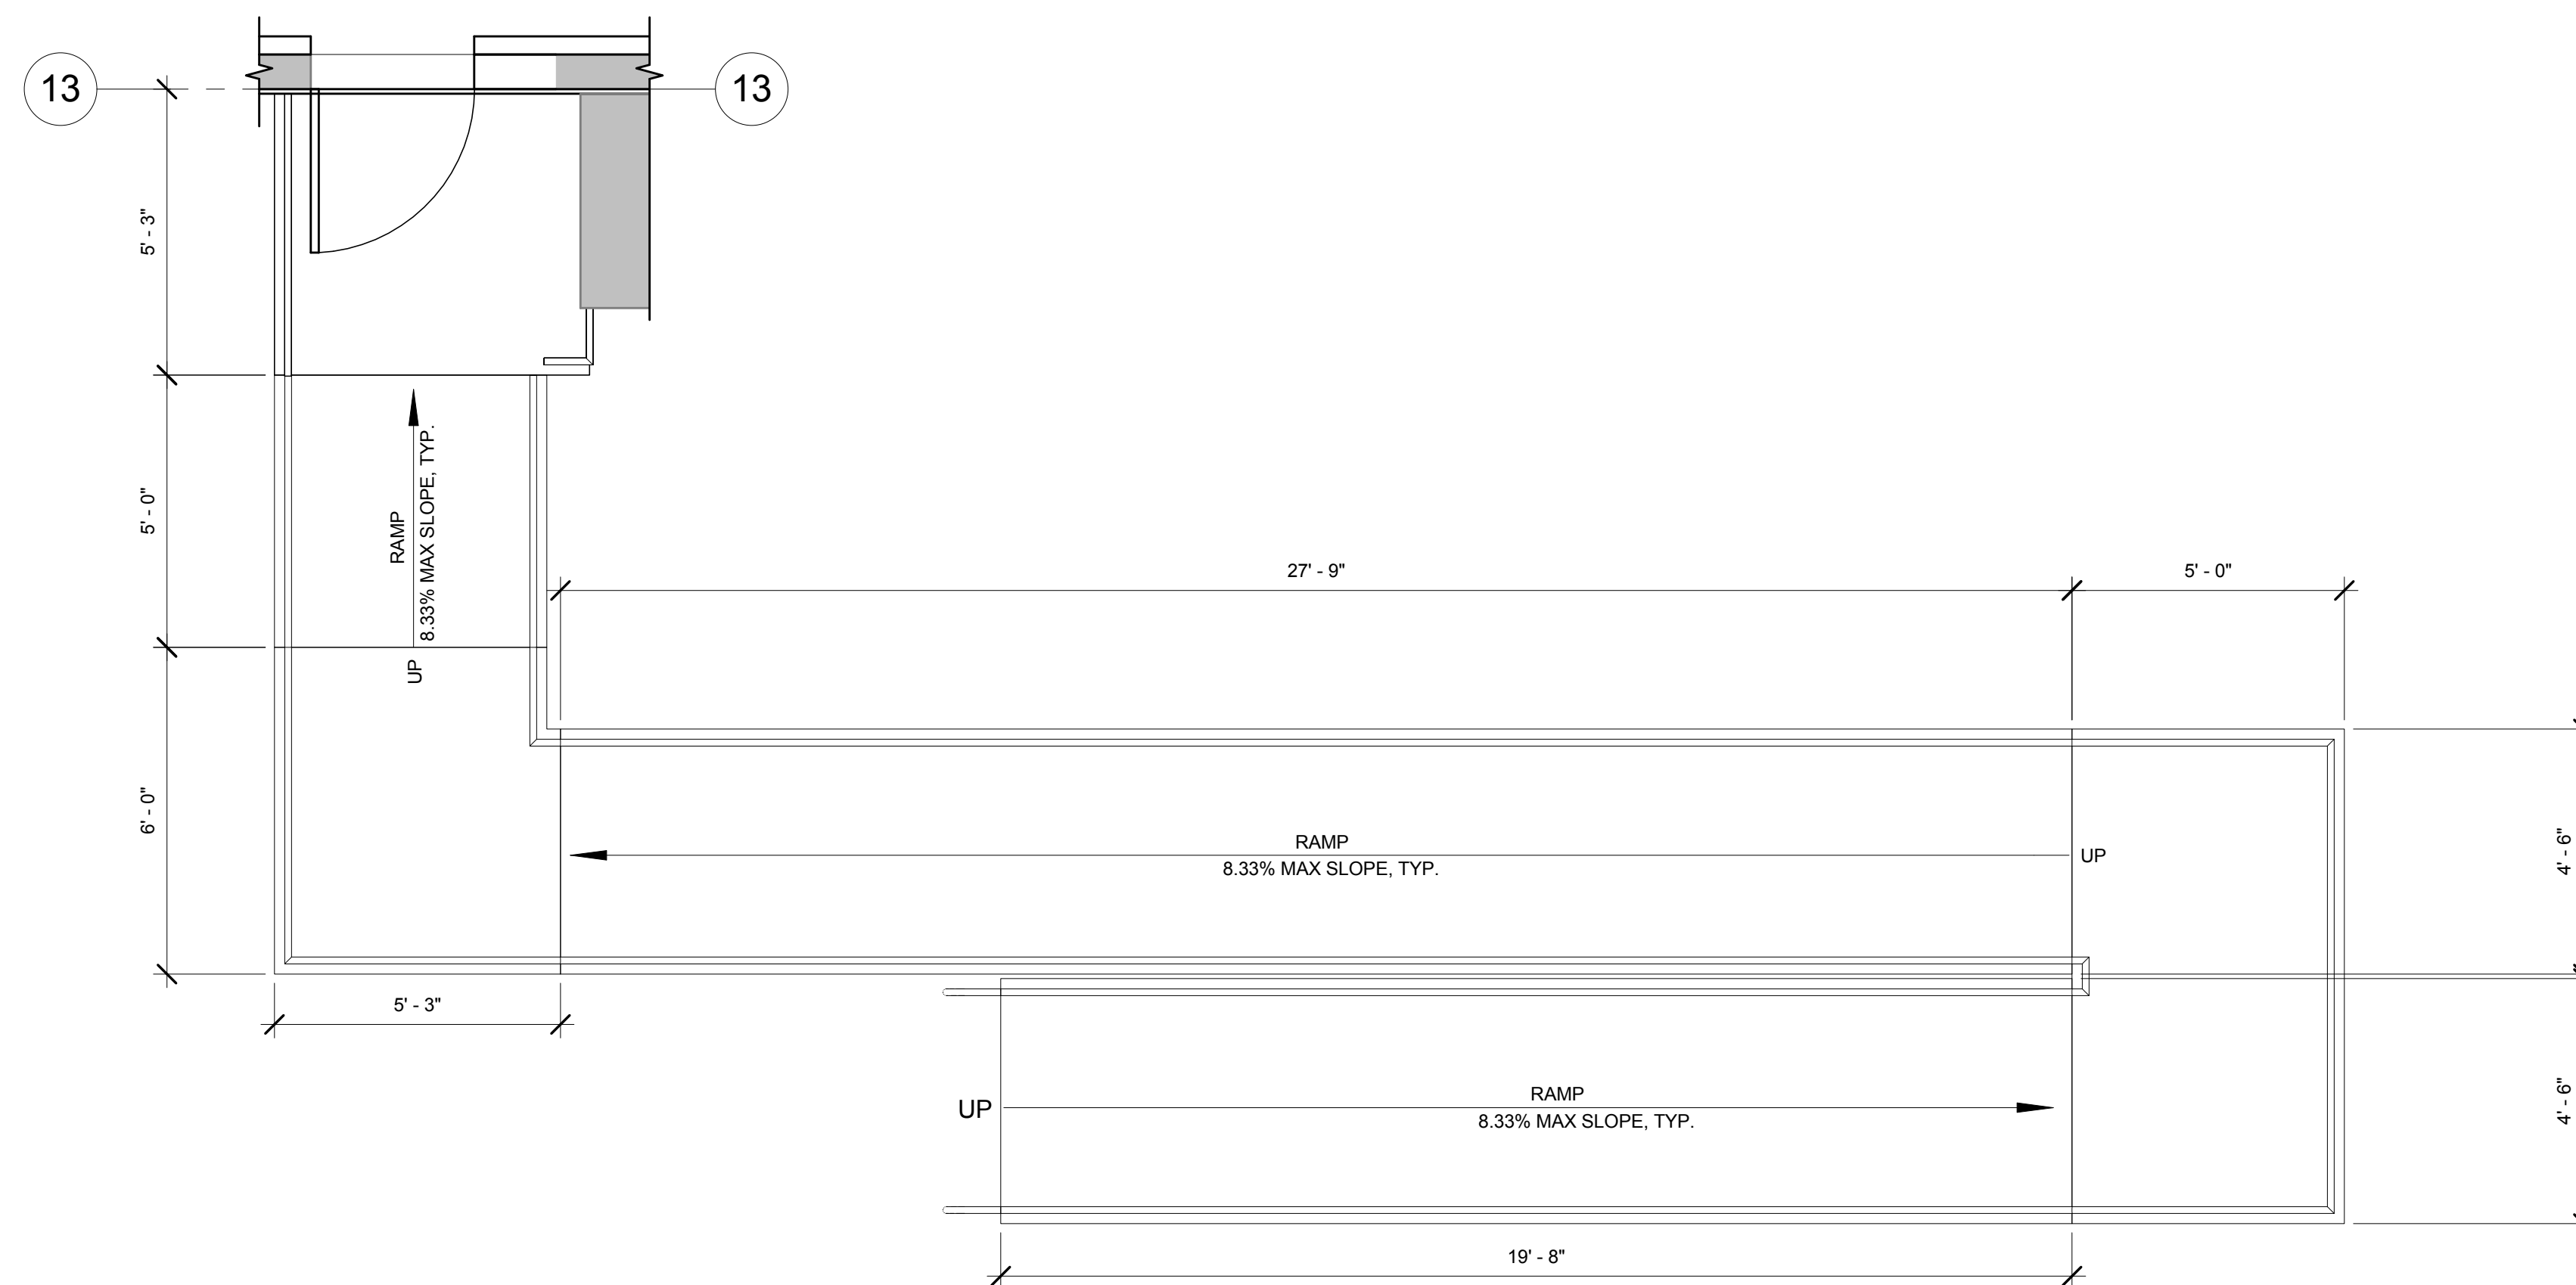 13
13
5' - 3"
5' - 0"
6' - 0"
RAMP
8.33% MAX SLOPE, TYP.
UP
27' - 9"
5' - 0"
RAMP
8.33% MAX SLOPE, TYP.
UP
4' - 6"
5' - 3"
UP
RAMP
8.33% MAX SLOPE, TYP.
4' - 6"
19' - 8"